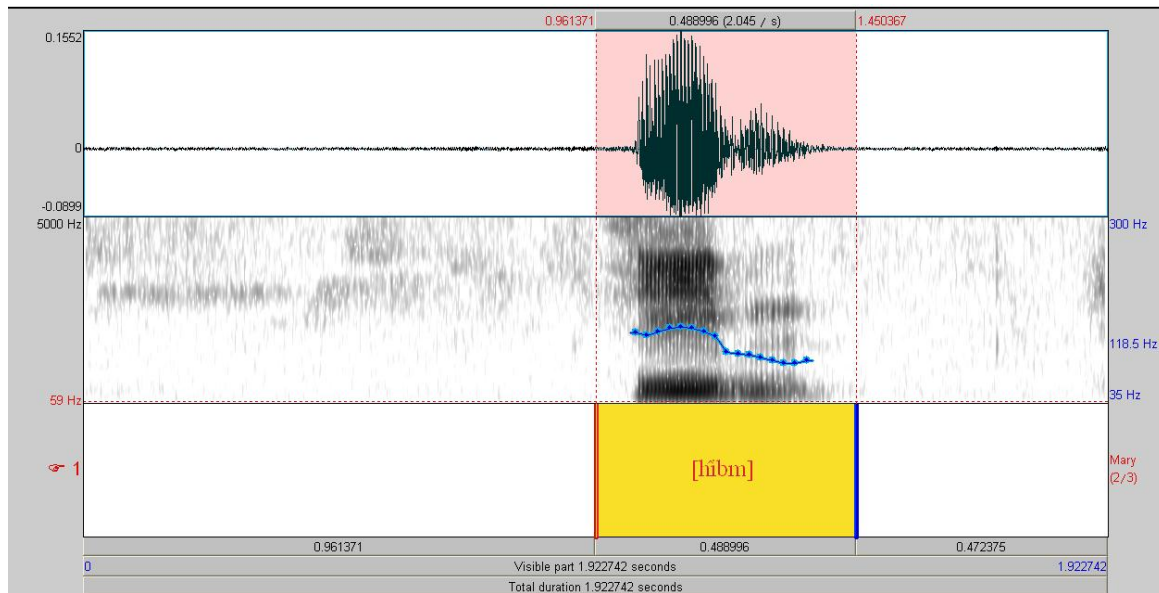 0.961371 0.488996 (2.045 / s) 1.450367
0.1552
0
-0.0899
5000 Hz 300 Hz
118.5 Hz
59 Hz 35 Hz
☞ 1 [hĩbm] Mary
(2/3)
0.961371 0.488996 0.472375
0 Visible part 1.922742 seconds 1.922742
Total duration 1.922742 seconds